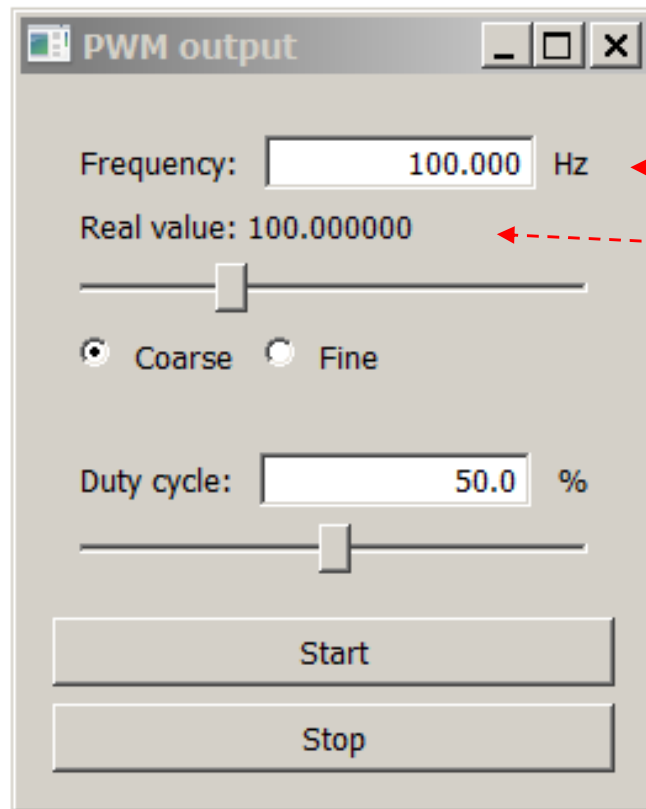 PWM output
Frequency: 100.000 Hz
Real value: 100.000000
Coarse Fine
Duty cycle: 50.0 %
Start
Stop